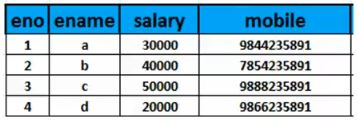 eno ename salary mobile
1 a 30000 9844235891
2 b 40000 7854235891
3 c 50000 9888235891
4 d 20000 9866235891